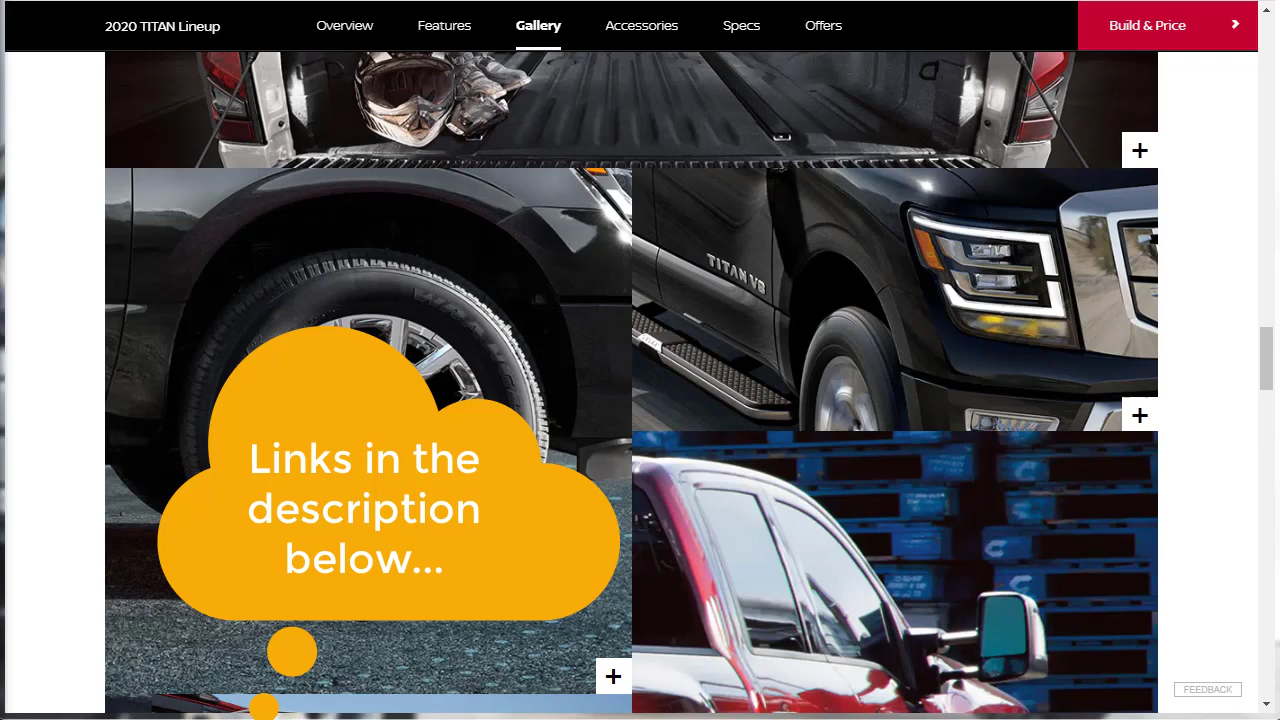 2020 TITAN Lineup
Overview
Features
Gallery
Accessories
Specs
Offers
Build & Price
TITAN V8
Links in the
description
below...
FEEDBACK